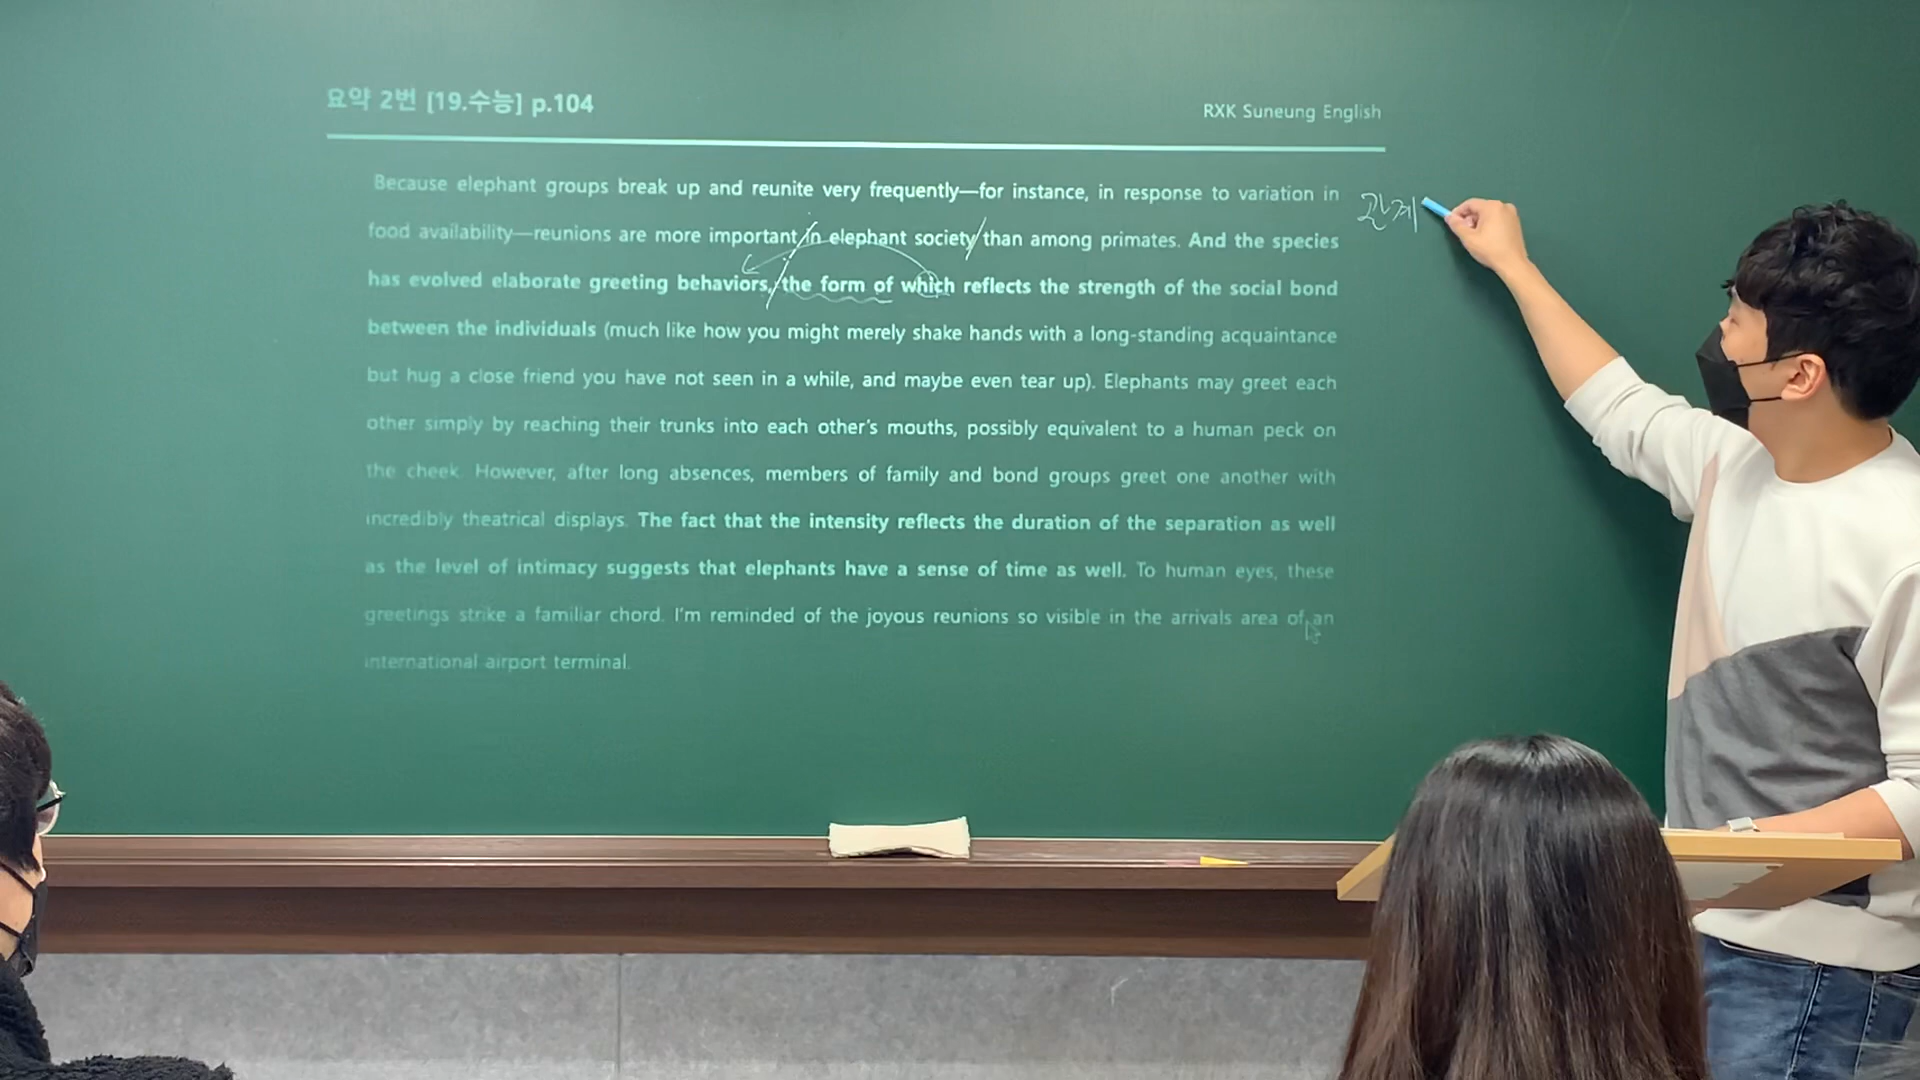 요약 2번 [19.수능] p.104
RXK Suneung English
Because elephant groups break up and reunite very frequently—for instance, in response to variation in
food availability—reunions are more important in elephant society than among primates. And the species
has evolved elaborate greeting behaviors, the form of which reflects the strength of the social bond
between the individuals (much like how you might merely shake hands with a long-standing acquaintance
but hug a close friend you have not seen in a while, and maybe even tear up). Elephants may greet each
other simply by reaching their trunks into each other's mouths, possibly equivalent to a human peck on
the cheek. However, after long absences, members of family and bond groups greet one another with
incredibly theatrical displays. The fact that the intensity reflects the duration of the separation as well
as the level of intimacy suggests that elephants have a sense of time as well. To human eyes, these
greetings strike a familiar chord. I'm reminded of the joyous reunions so visible in the arrivals area of an
international airport terminal.
관계